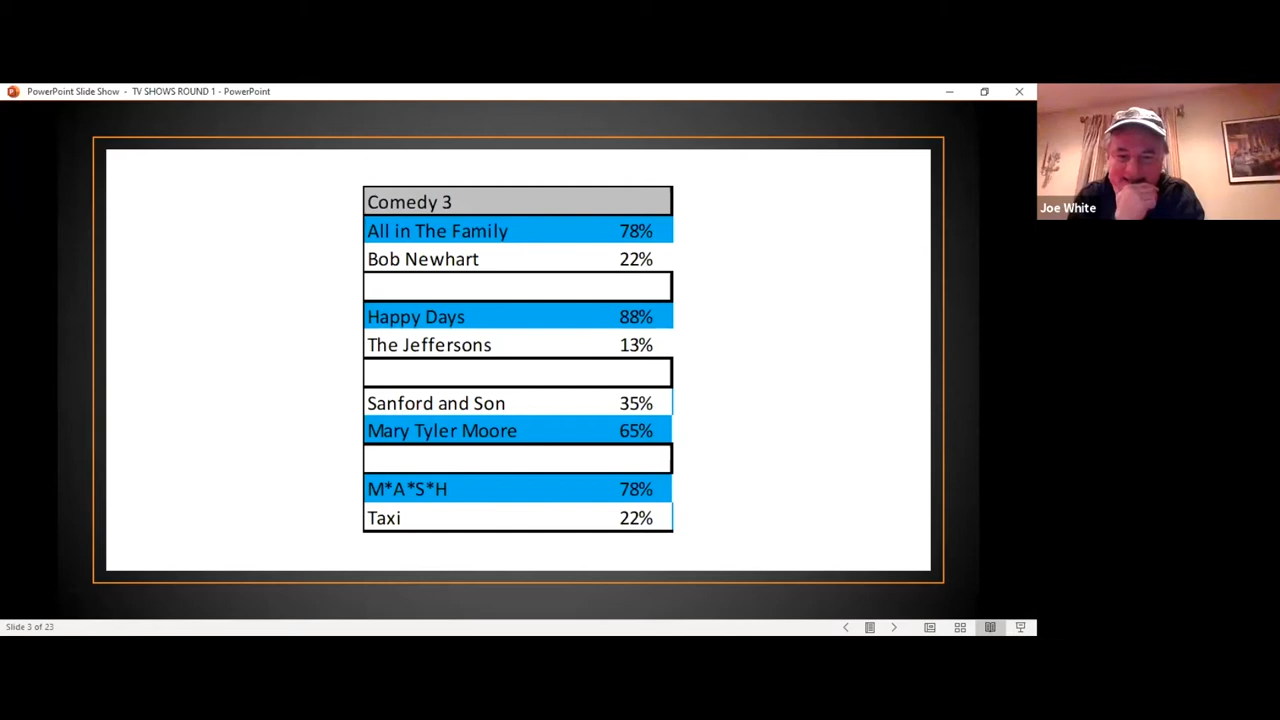 PowerPoint Slide Show - TV SHOWS ROUND 1 - PowerPoint
Joe White
Comedy 3
All in The Family 78%
Bob Newhart 22%
Happy Days 88%
The Jeffersons 13%
Sanford and Son 35%
Mary Tyler Moore 65%
M*A*S*H 78%
Taxi 22%
Slide 3 of 23